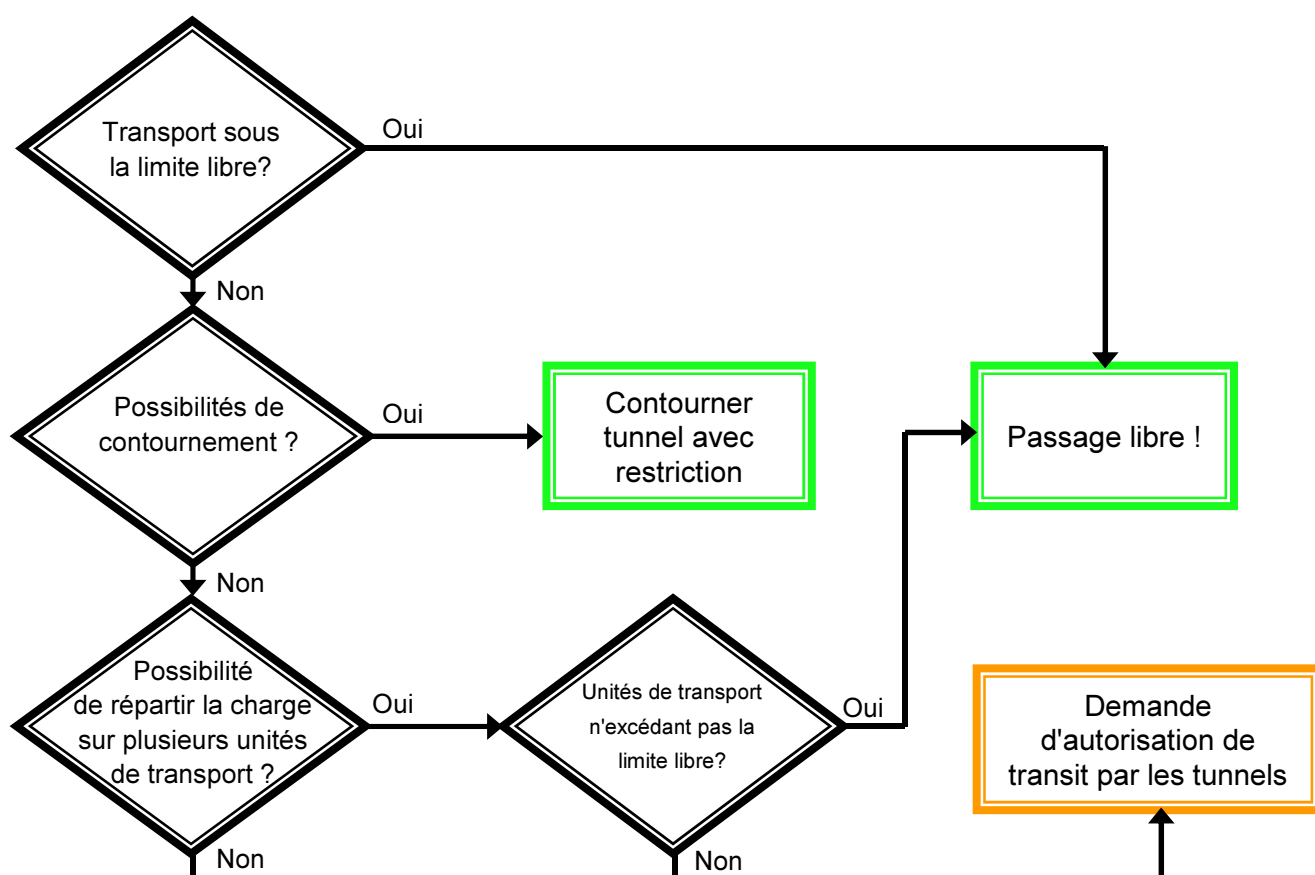 Transport sous
la limite libre?
Oui
Non
Possibilités de
contournement ?
Oui
Contourner
tunnel avec
restriction
Passage libre !
Non
Possibilité
de répartir la charge
sur plusieurs unités
de transport ?
Oui
Unités de transport
n'excédant pas la
limite libre?
Oui
Demande
d'autorisation de
transit par les tunnels
Non
Non